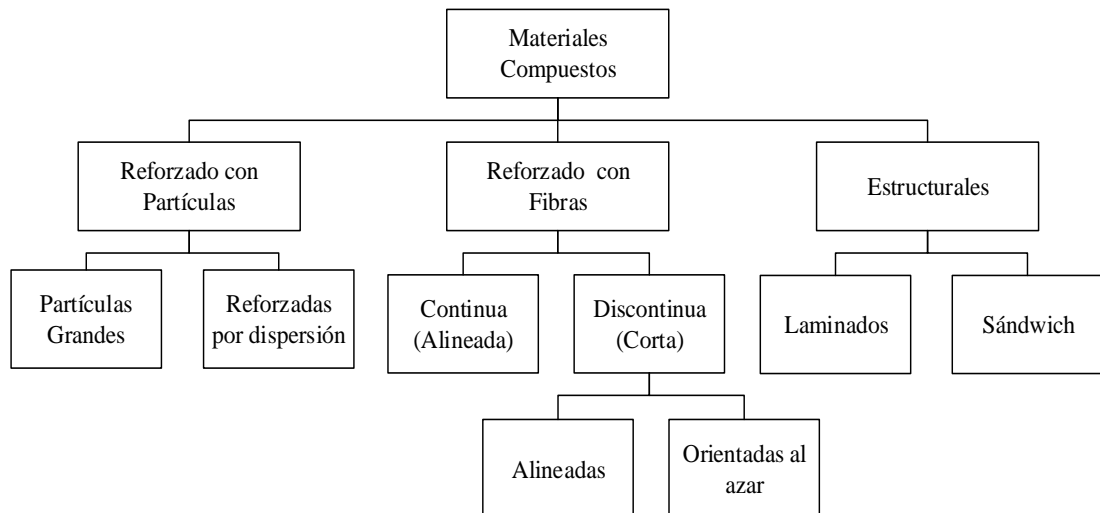 Materiales
Compuestos
Reforzado con
Partículas
Reforzado con
Fibras
Estructurales
Partículas
Grandes
Reforzadas
por dispersión
Continua
(Alineada)
Discontinua
(Corta)
Laminados
Sándwich
Alineadas
Orientadas al
azar